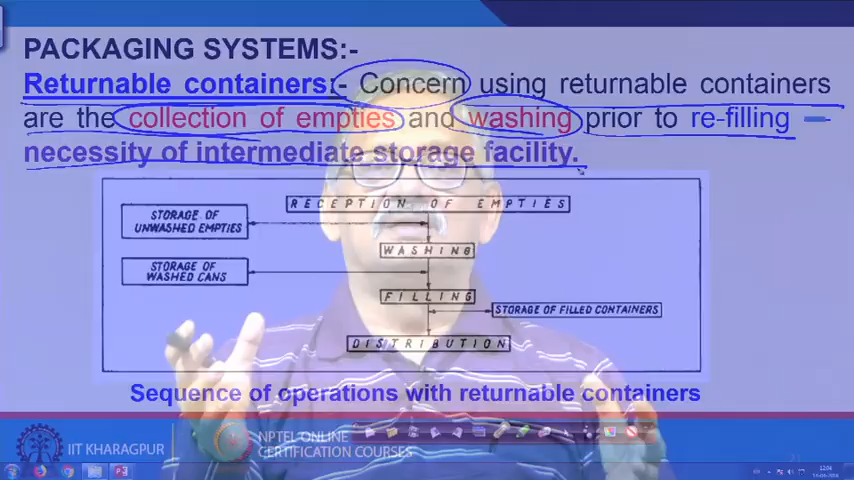 PACKAGING SYSTEMS:-
Returnable containers:- Concern using returnable containers
are the collection of empties and washing prior to re-filling –
necessity of intermediate storage facility.
RECEPTION OF EMPTIES
STORAGE OF
UNWASHED EMPTIES
WASHING
STORAGE OF
WASHED CANS
FILLING
STORAGE OF FILLED CONTAINERS
DISTRIBUTION
Sequence of operations with returnable containers
IIT KHARAGPUR
NPTEL ONLINE
CERTIFICATION COURSES